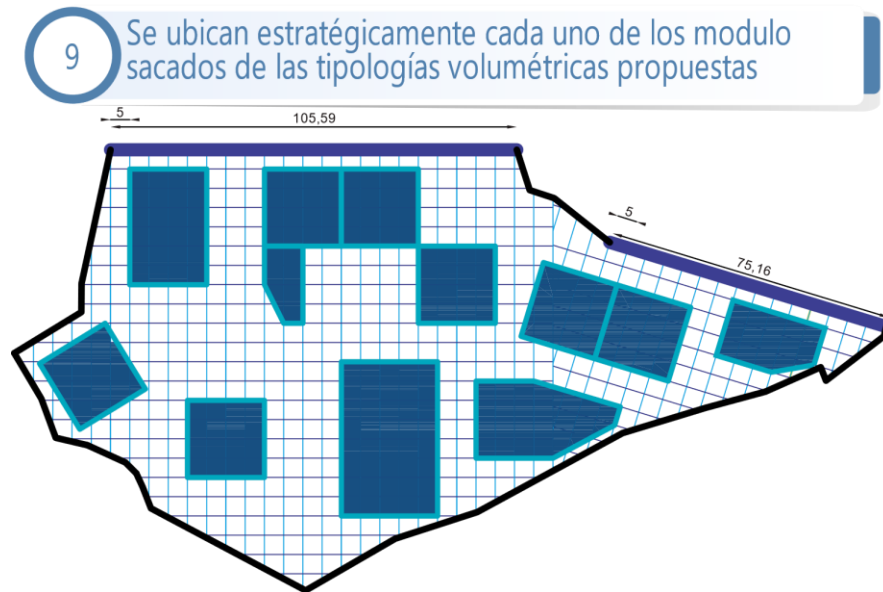 9
Se ubican estratégicamente cada uno de los modulo
sacados de las tipologías volumétricas propuestas
5
105,59
5
75,16